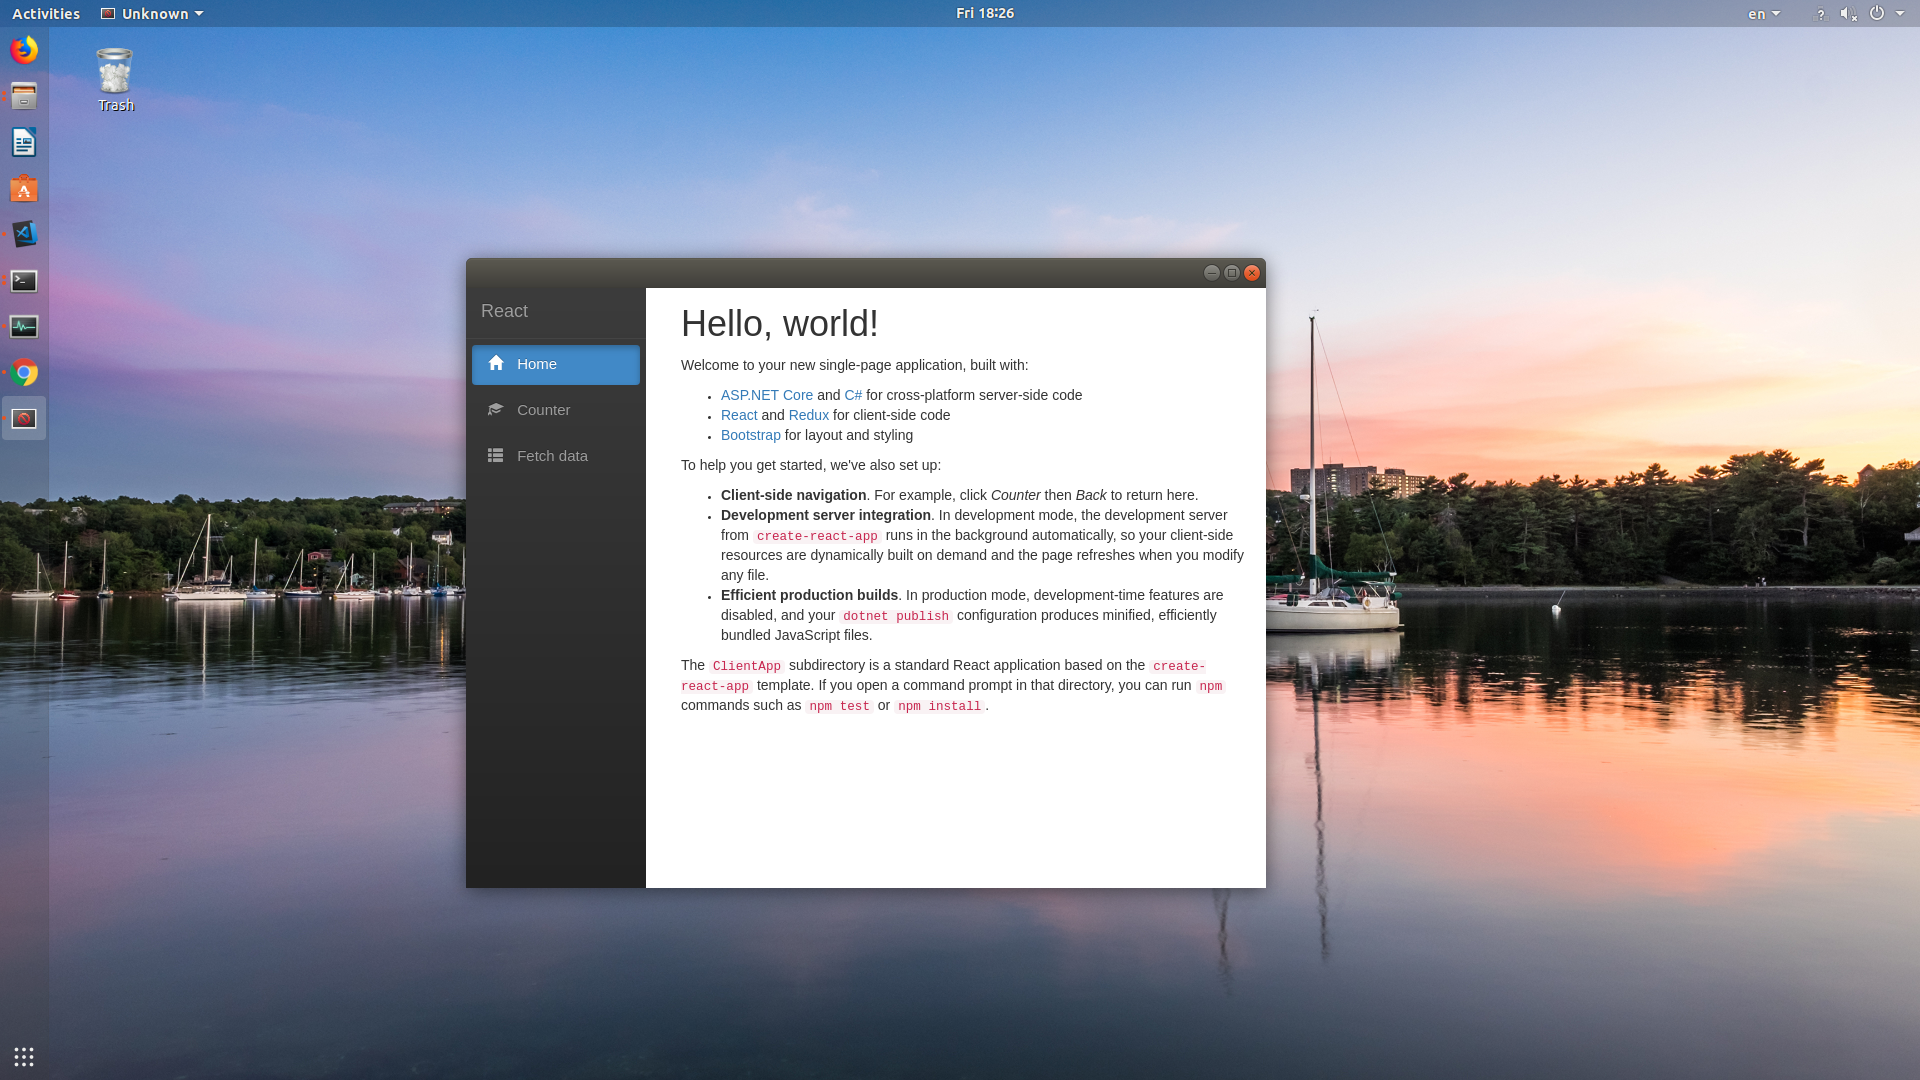 Activities Unknown Fri 18:26 en ?
Trash
React
Home
Counter
Fetch data
Hello, world!
Welcome to your new single-page application, built with:
• ASP.NET Core and C# for cross-platform server-side code
• React and Redux for client-side code
• Bootstrap for layout and styling
To help you get started, we've also set up:
• Client-side navigation. For example, click Counter then Back to return here.
• Development server integration. In development mode, the development server
from create-react-app runs in the background automatically, so your client-side
resources are dynamically built on demand and the page refreshes when you modify
any file.
• Efficient production builds. In production mode, development-time features are
disabled, and your dotnet publish configuration produces minified, efficiently
bundled JavaScript files.
The ClientApp subdirectory is a standard React application based on the create-
react-app template. If you open a command prompt in that directory, you can run npm
commands such as npm test or npm install.